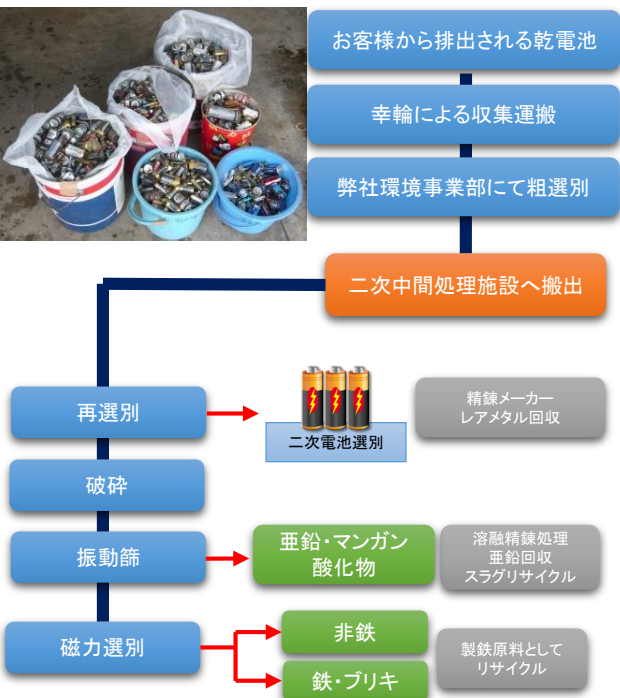 お客様から排出される乾電池
幸輪による収集運搬
弊社環境事業部にて粗選別
二次中間処理施設へ搬出
再選別
二次電池選別
精錬メーカー
レアメタル回収
破砕
振動篩
亜鉛・マンガン
酸化物
溶融精錬処理
亜鉛回収
スラグリサイクル
磁力選別
非鉄
鉄・ブリキ
製鉄原料として
リサイクル